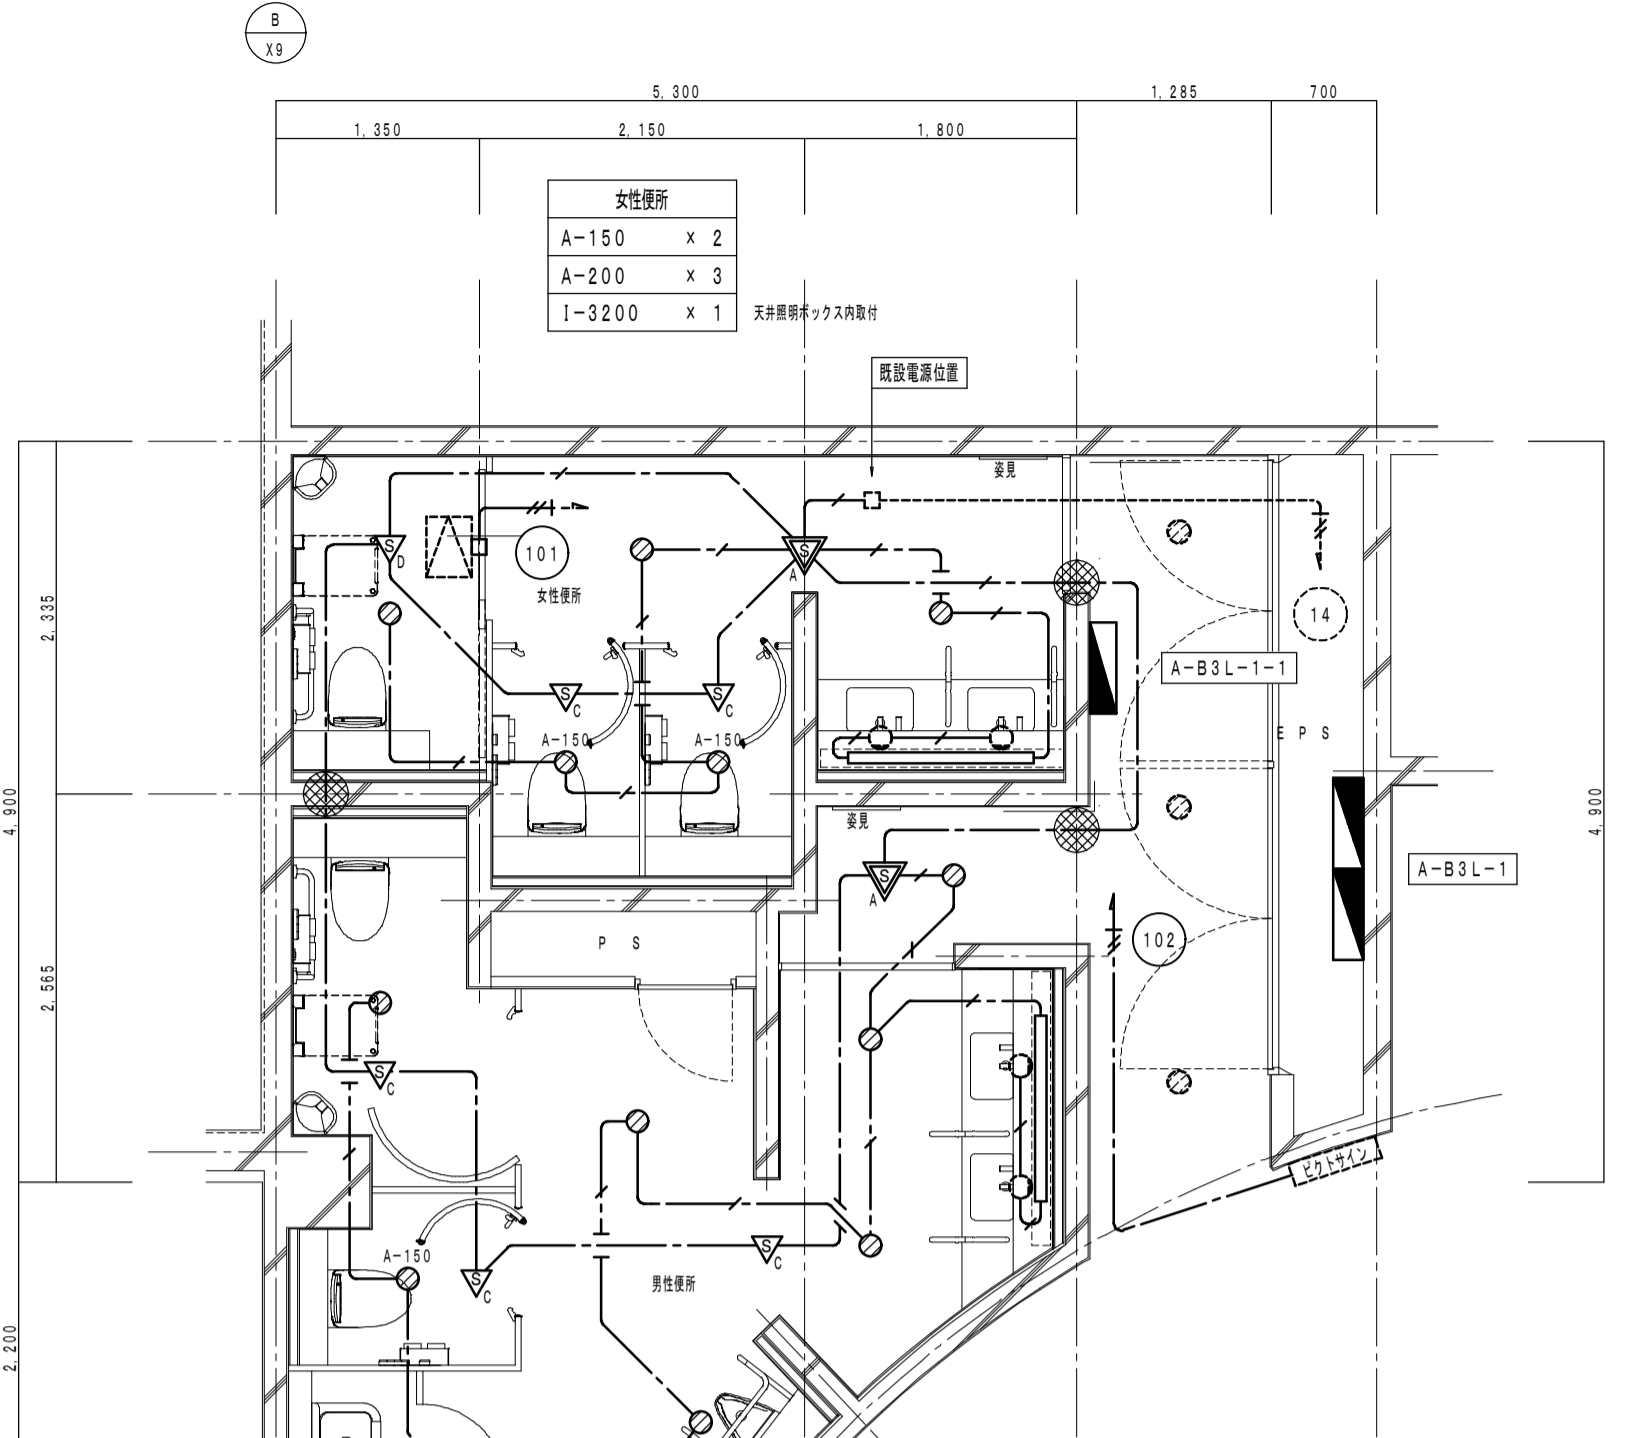 B
X9
5,300
1,285
700
1,350
2,150
1,800
女性便所
A-150 × 2
A-200 × 3
I-3200 × 1
天井照明ボックス内取付
既設電源位置
姿見
S
D
101
女性便所
S
A
14
2,335
A-B3L-1-1
S
C
S
C
A-150
A-150
EPS
4,900
4,900
姿見
A-B3L-1
S
A
102
PS
2,565
S
C
ピクトサイン
S
C
A-150
S
C
男性便所
2,200